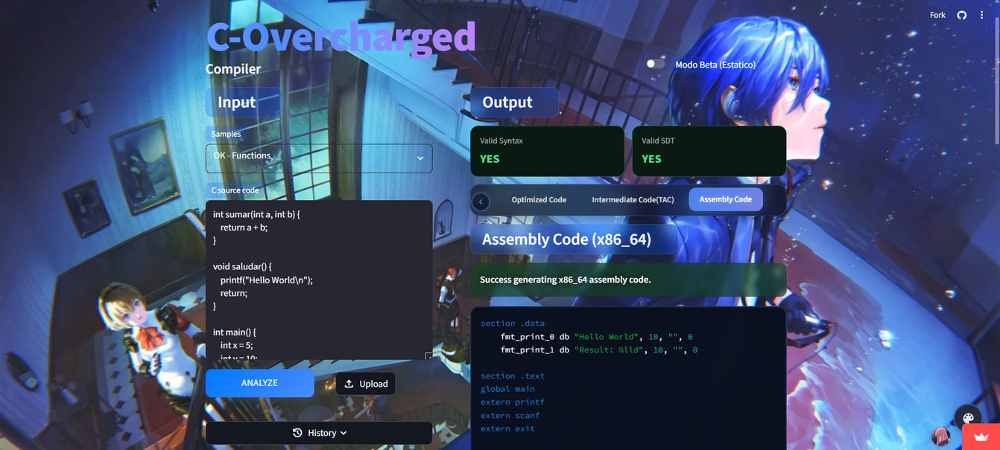 Fork
C-Overcharged
Compiler
Modo Beta (Estatico)
Input
Samples
OK - Functions
C source code
int sumar(int a, int b) {
    return a + b;
}

void saludar() {
    printf("Hello World\n");
    return;
}

int main() {
    int x = 5;
    int y = 10;
ANALYZE
Upload
History
Output
Valid Syntax
YES
Valid SDT
YES
Optimized Code
Intermediate Code(TAC)
Assembly Code
Assembly Code (x86_64)
Success generating x86_64 assembly code.
section .data
    fmt_print_0 db "Hello World", 10, "", 0
    fmt_print_1 db "Result: %lld", 10, "", 0

section .text
global main
extern printf
extern scanf
extern exit